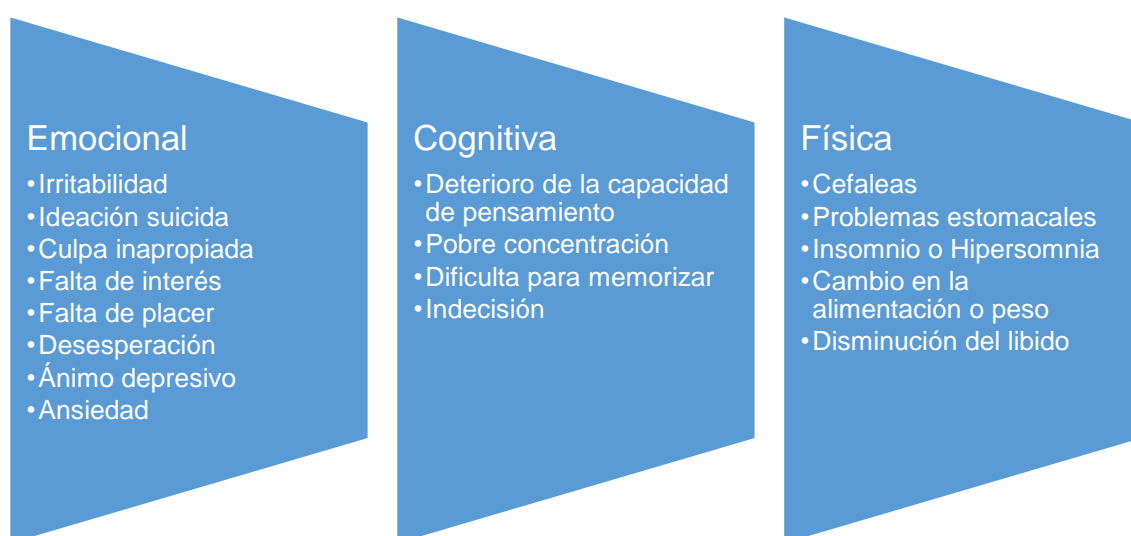 Emocional
•Irritabilidad
•Ideación suicida
•Culpa inapropiada
•Falta de interés
•Falta de placer
•Desesperación
•Ánimo depresivo
•Ansiedad
Cognitiva
•Deterioro de la capacidad
de pensamiento
•Pobre concentración
•Dificulta para memorizar
•Indecisión
Física
•Cefaleas
•Problemas estomacales
•Insomnio o Hipersomnia
•Cambio en la
alimentación o peso
•Disminución del libido